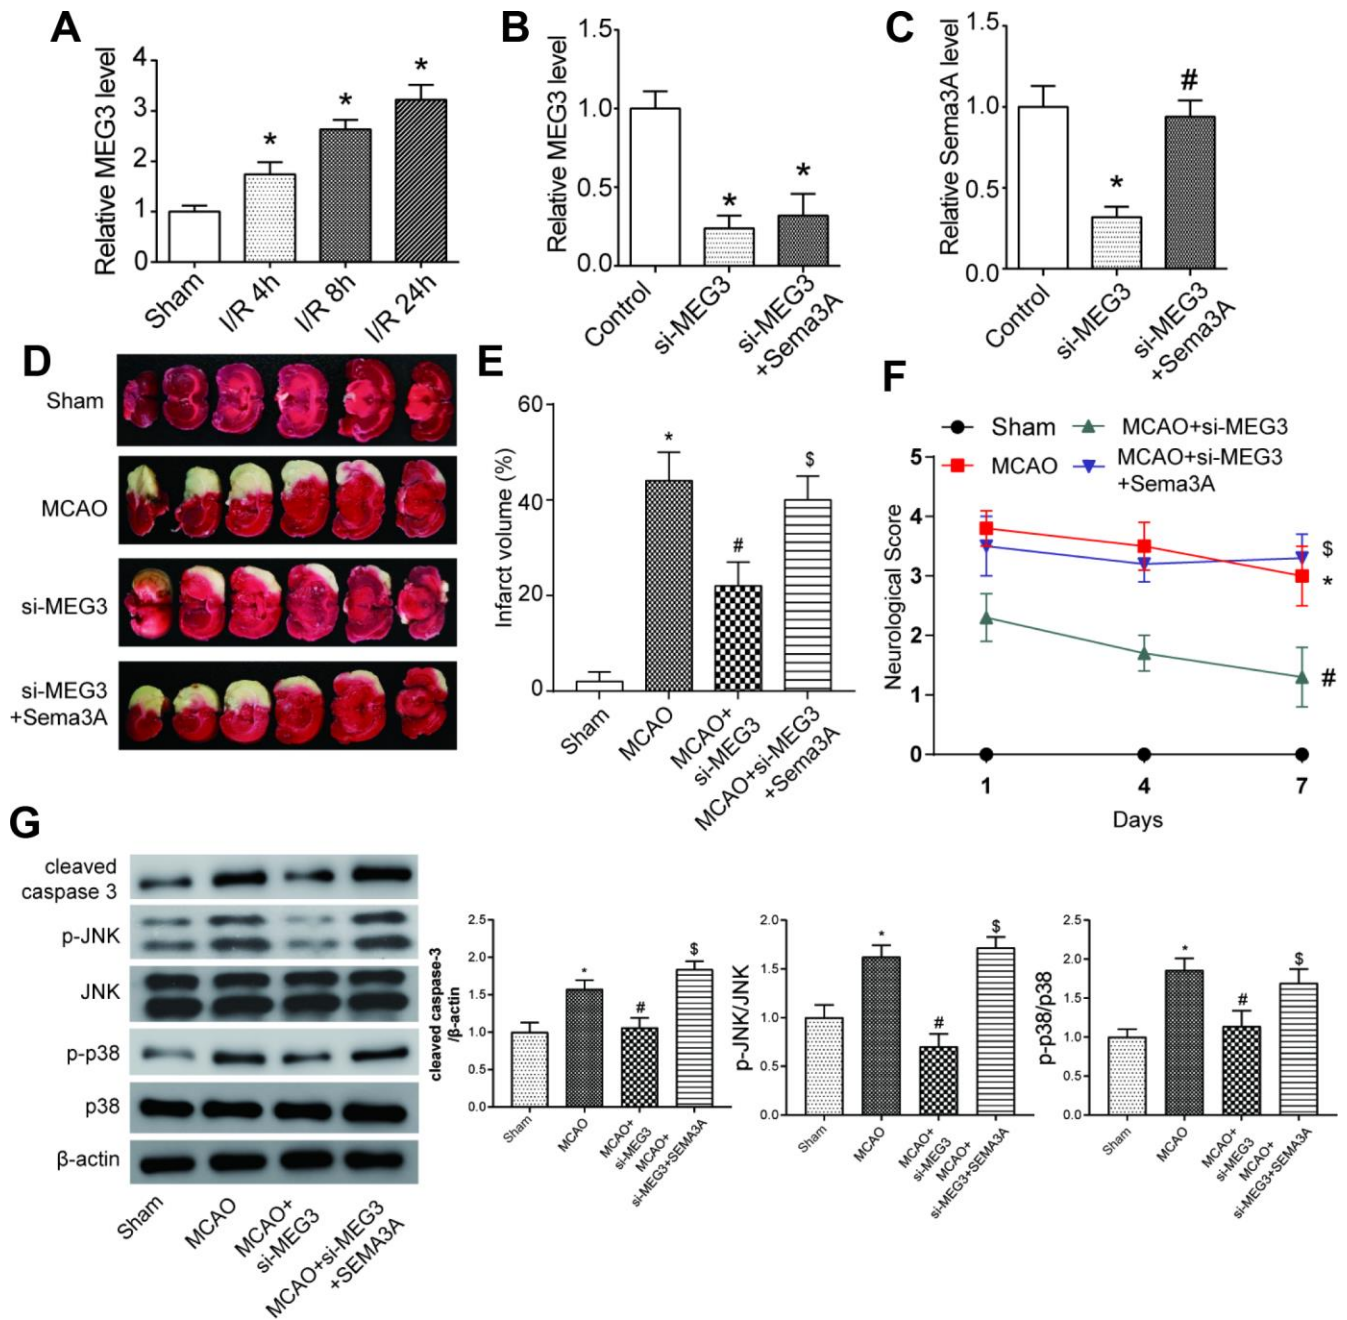 A
Relative MEG3 level
4
3
2
1
0
*
*
*
Sham
I/R 4h
I/R 8h
I/R 24h
B
Relative MEG3 level
1.5
1.0
0.5
0.0
*
*
Control
si-MEG3
si-MEG3
+Sema3A
C
Relative Sema3A level
1.5
1.0
0.5
0.0
*
#
Control
si-MEG3
si-MEG3
+Sema3A
D
Sham
MCAO
si-MEG3
si-MEG3
+Sema3A
E
Infarct volume (%)
60
40
20
0
*
#
$
Sham
MCAO
MCAO+
si-MEG3
MCAO+si-MEG3
+Sema3A
F
Sham
MCAO+si-MEG3
MCAO
MCAO+si-MEG3
+Sema3A
Neurological Score
5
4
3
2
1
0
$
*
#
1
4
7
Days
G
cleaved
caspase 3
p-JNK
JNK
p-p38
p38
β-actin
Sham
MCAO
MCAO+
si-MEG3
MCAO+si-MEG3
+SEMA3A
cleaved caspase-3
/β-actin
2.5
2.0
1.5
1.0
0.5
0.0
*
#
$
Sham
MCAO
MCAO+
si-MEG3
MCAO+
si-MEG3+SEMA3A
p-JNK/JNK
2.0
1.5
1.0
0.5
0.0
*
#
$
Sham
MCAO
MCAO+
si-MEG3
MCAO+
si-MEG3+SEMA3A
p-p38/p38
2.5
2.0
1.5
1.0
0.5
0.0
*
#
$
Sham
MCAO
MCAO+
si-MEG3
MCAO+
si-MEG3+SEMA3A